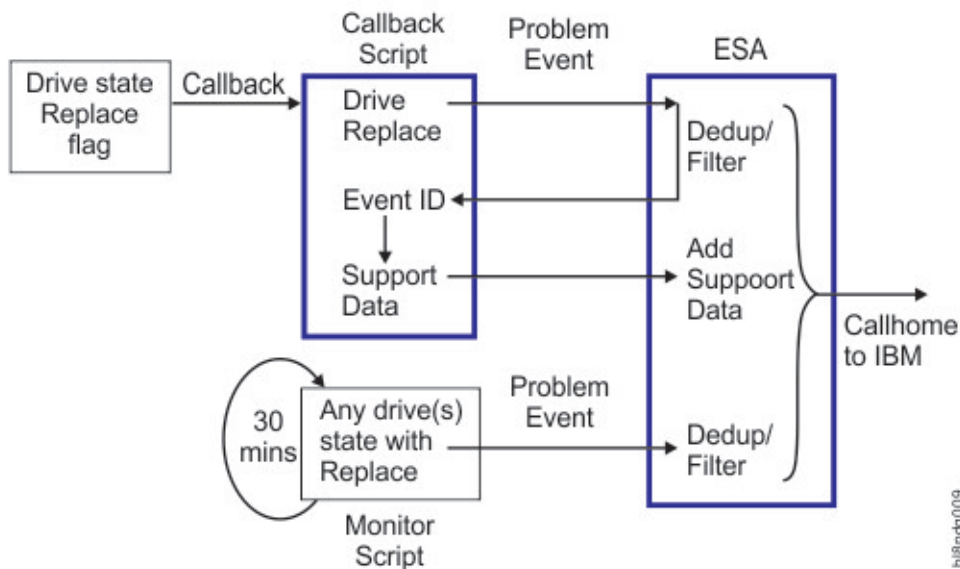 Callback
Script
Problem
Event
ESA
Drive state
Replace
flag
Callback
Drive
Replace
Dedup/
Filter
Event ID
Support
Data
Add
Suppoort
Data
Callhome
to IBM
30
mins
Any drive(s)
state with
Replace
Problem
Event
Dedup/
Filter
Monitor
Script